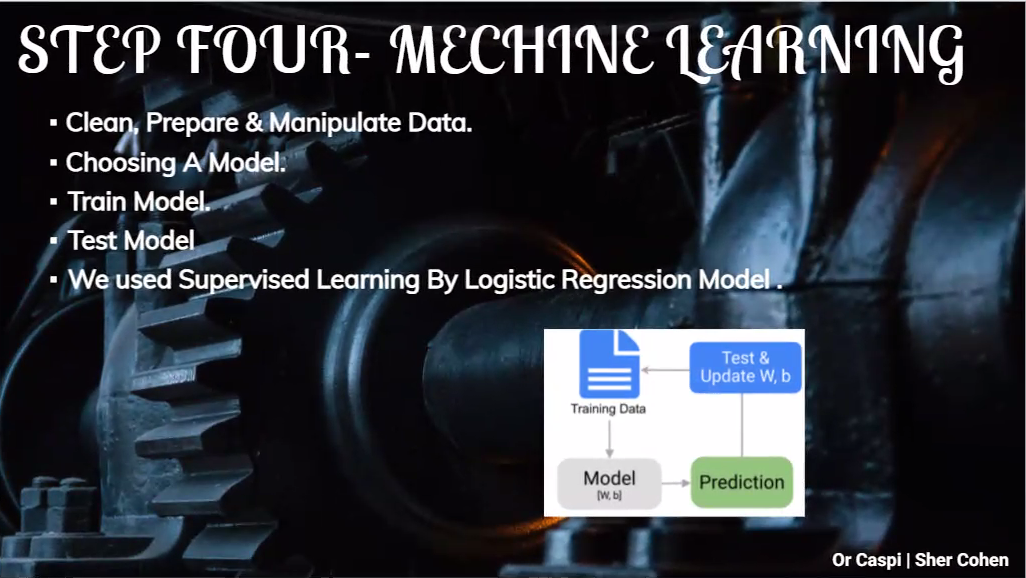 STEP FOUR- MECHINE LEARNING
▪ Clean, Prepare & Manipulate Data.
▪ Choosing A Model.
▪ Train Model.
▪ Test Model
▪ We used Supervised Learning By Logistic Regression Model .
Test &
Update W, b
Training Data
Model
[W, b]
Prediction
Or Caspi | Sher Cohen